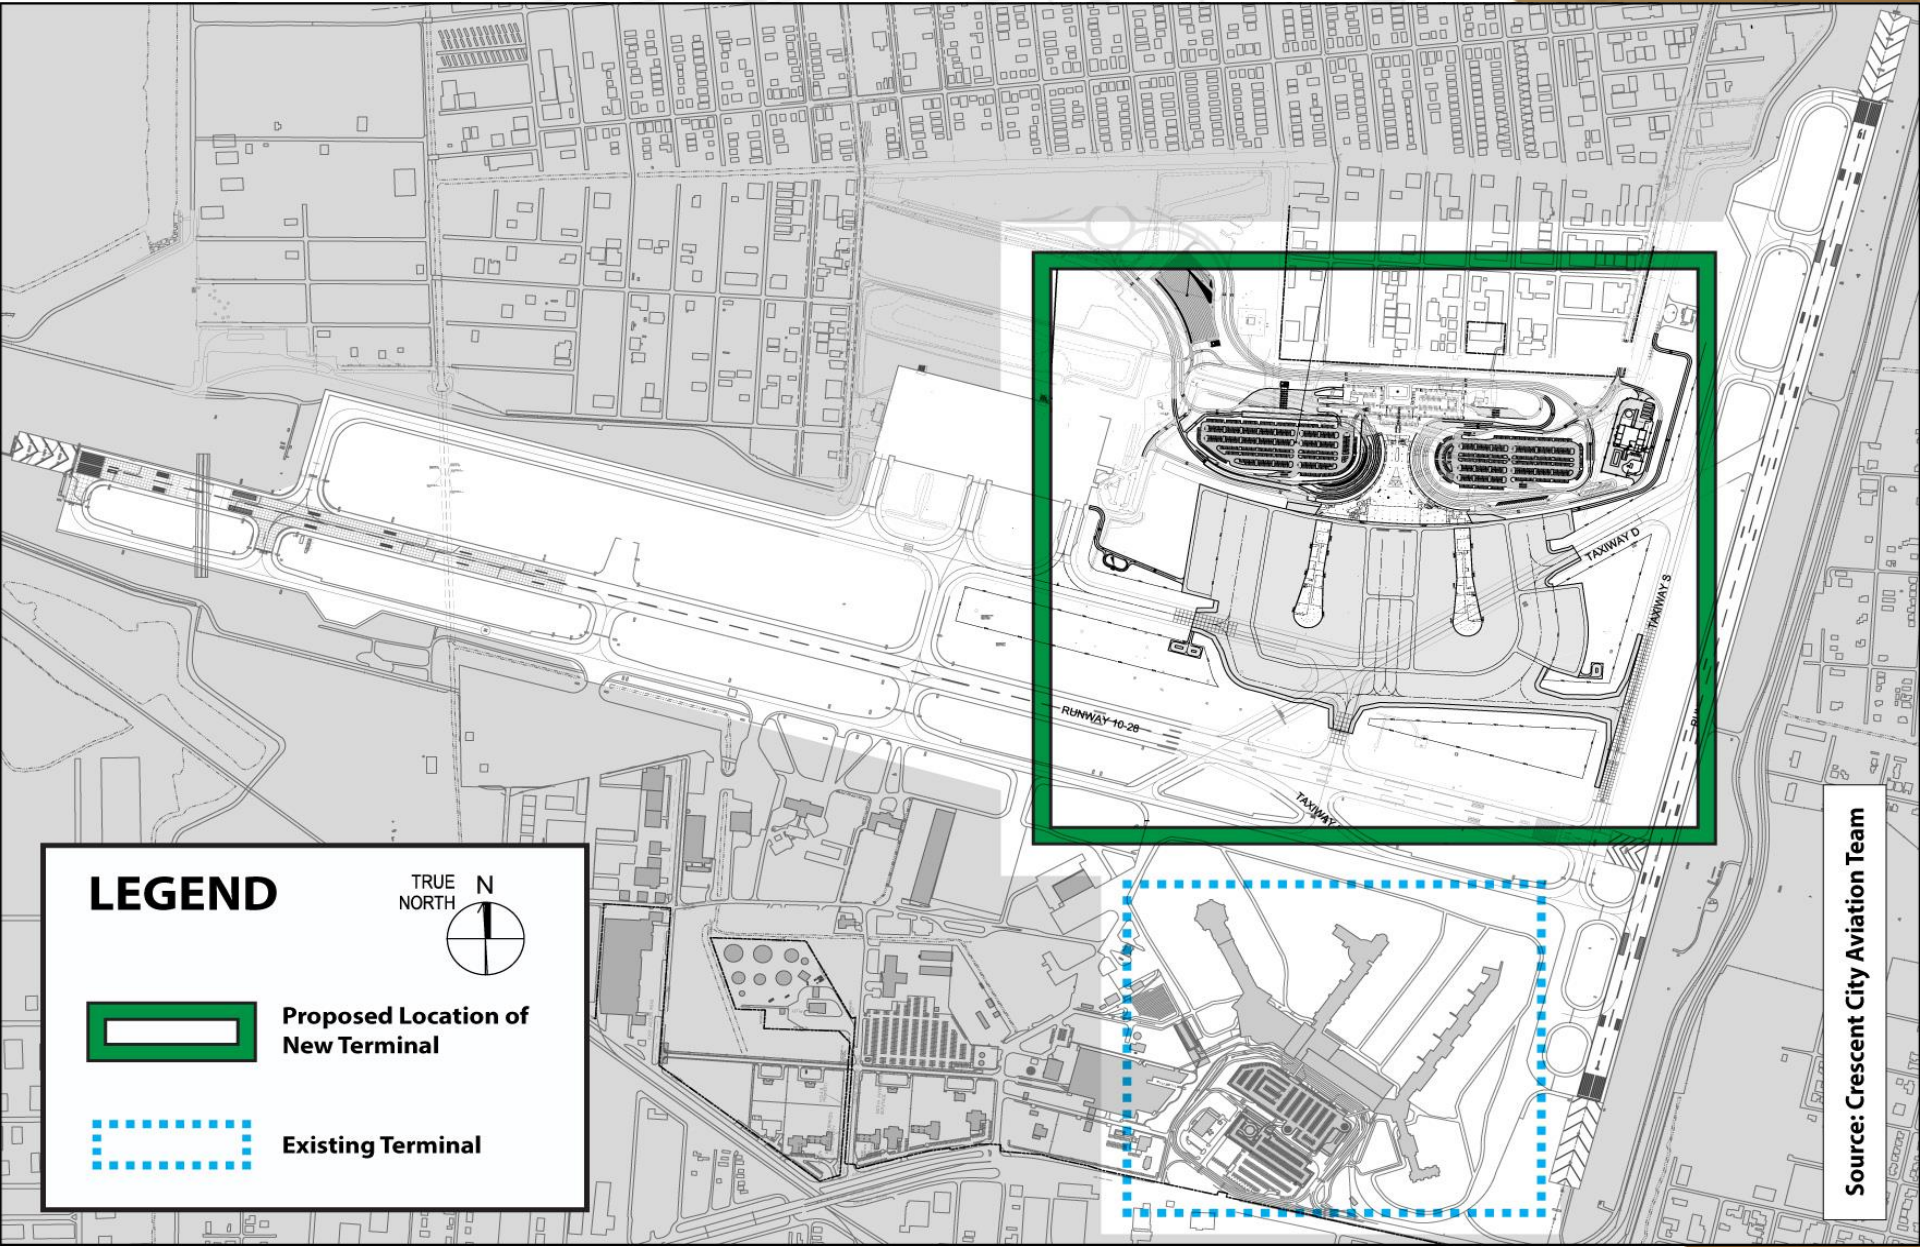 TAXIWAY D
TAXIWAY S
RUNWAY 10-28
TAXIWAY
LEGEND
TRUE
NORTH
N
Proposed Location of
New Terminal
Existing Terminal
Source: Crescent City Aviation Team